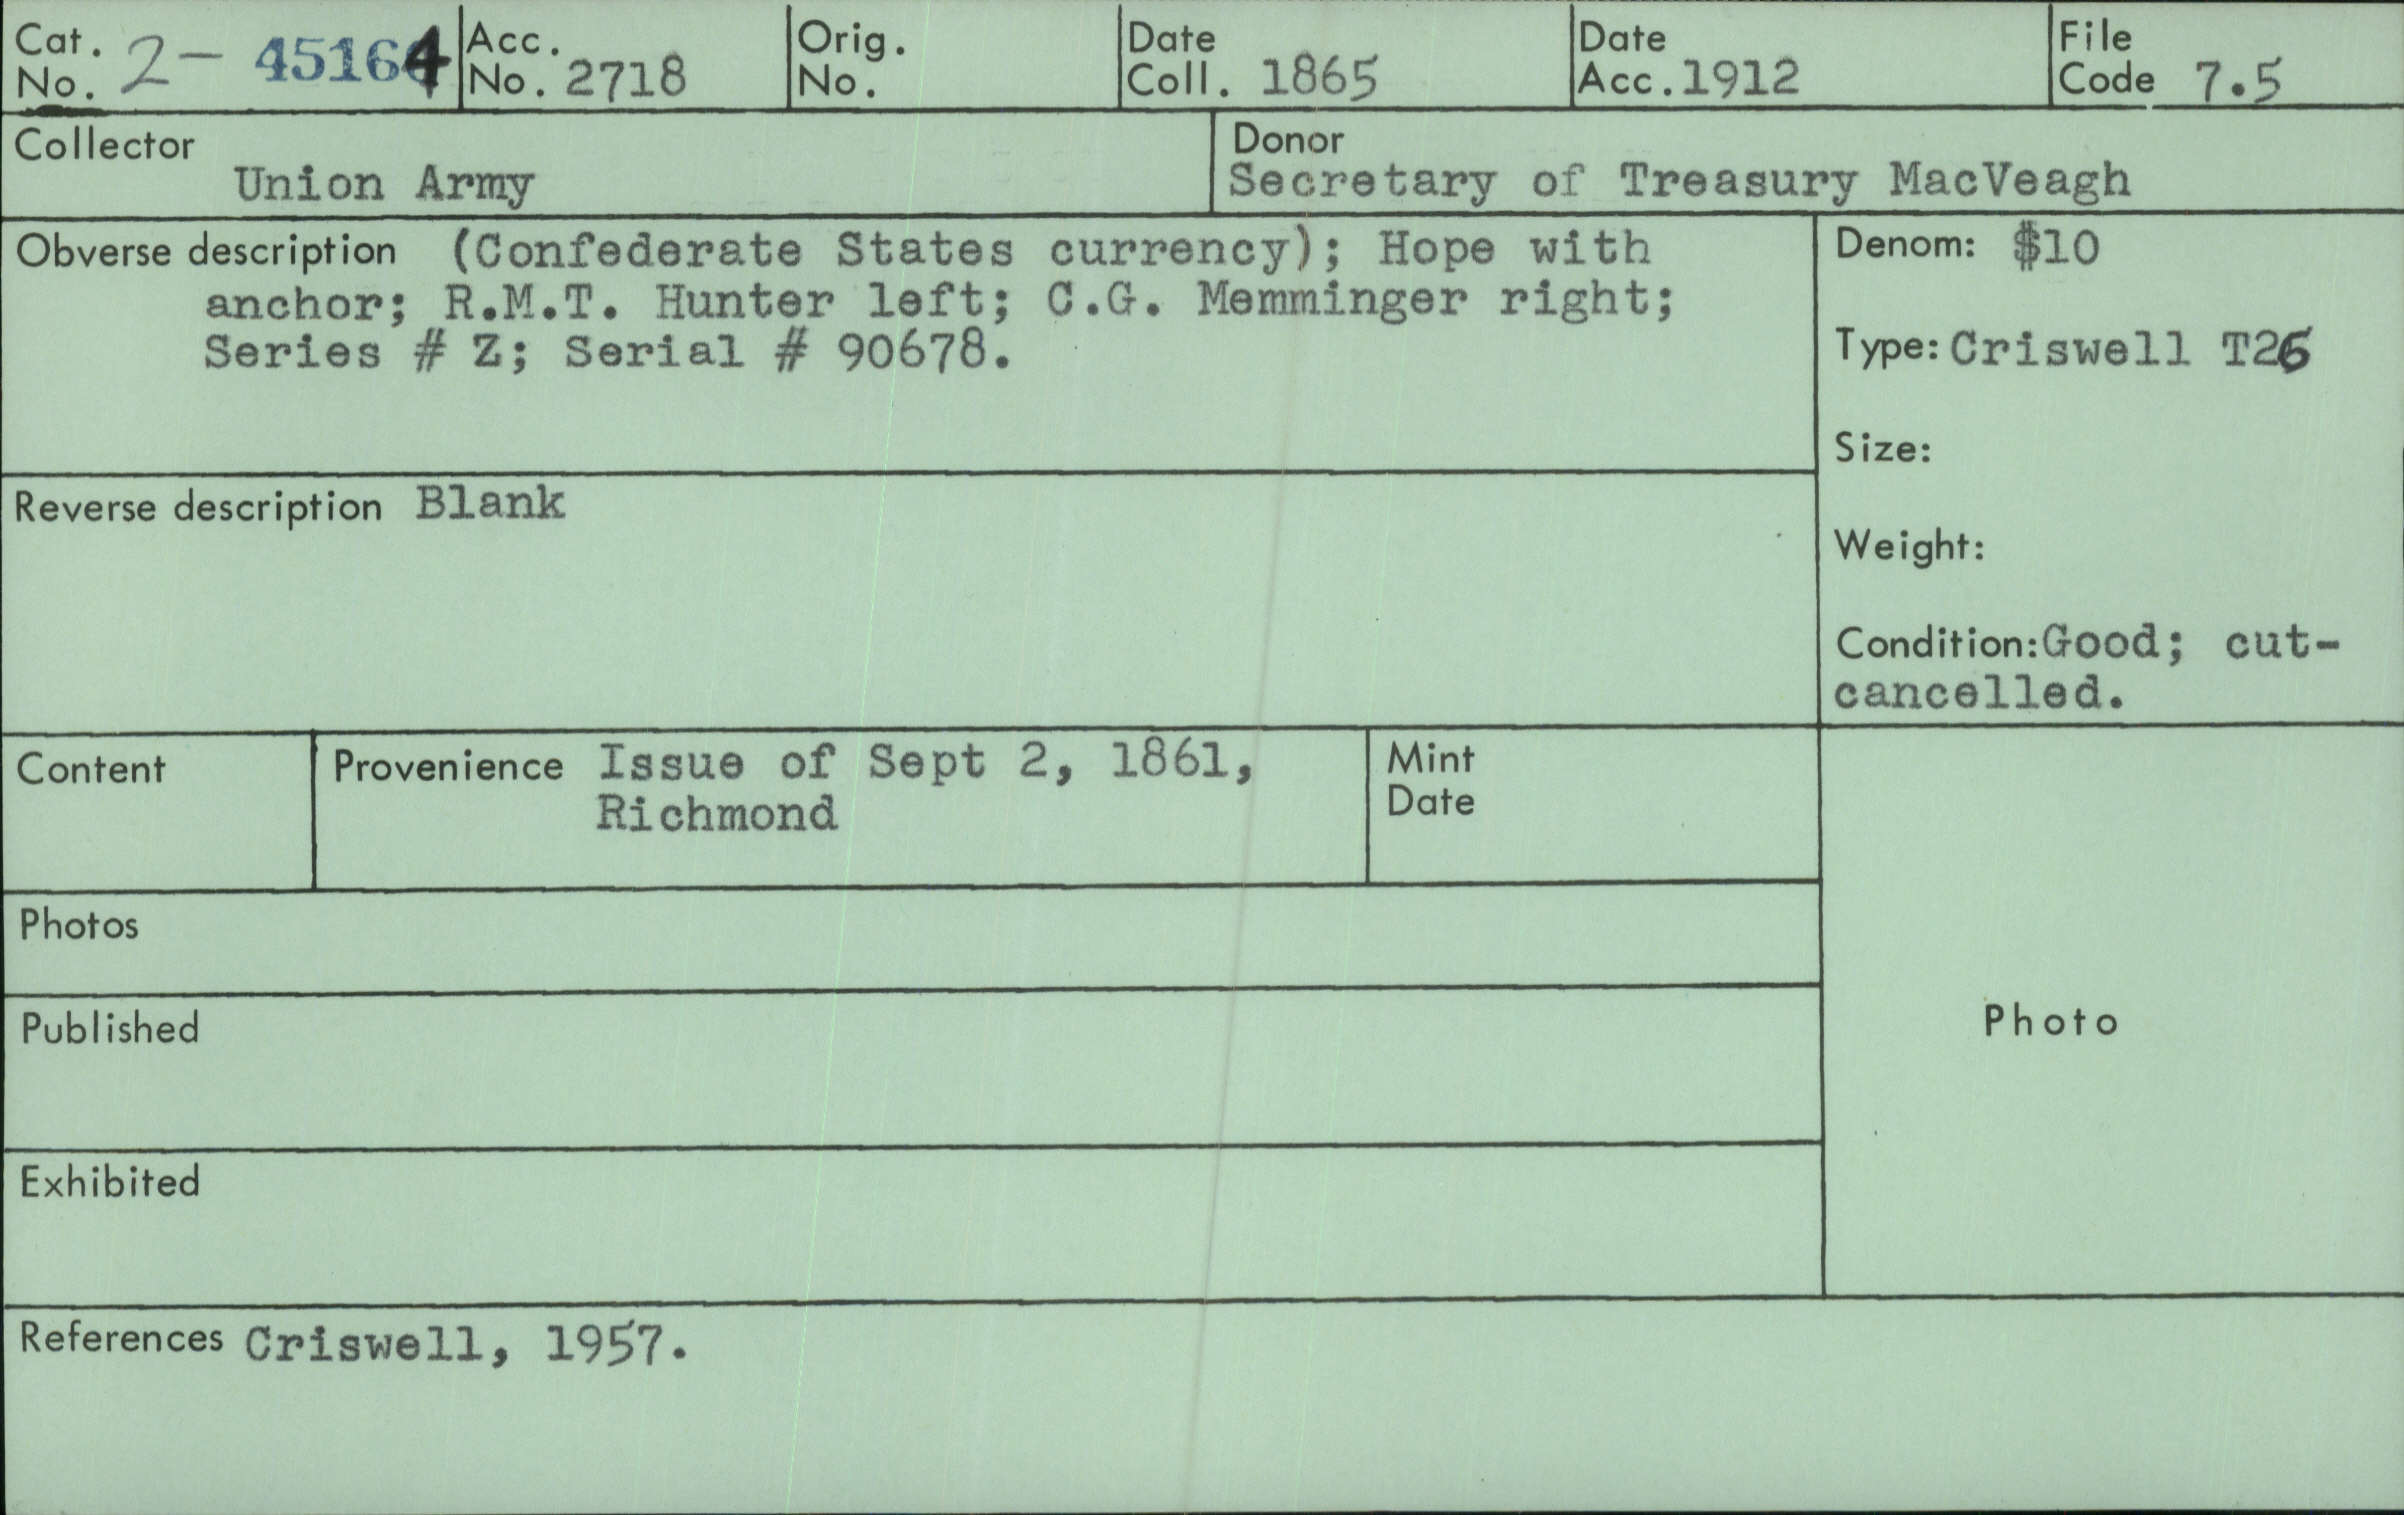 Cat. No. 2- 45164 Acc. No. 2718 Orig. No. Date Coll. 1865 Date Acc. 1912 File Code 7.5
Collector Donor
Union Army Secretary of Treasury MacVeagh
Obverse description (Confederate States currency); Hope with
anchor; R.M.T. Hunter left; C.G. Memminger right;
Series # Z; Serial # 90678.
Denom: $10
Type: Criswell T26
Size:
Weight:
Condition: Good; cut-
cancelled.
Reverse description Blank
Content
Provenience Issue of Sept 2, 1861,
Richmond
Mint
Date
Photos
Published
Photo
Exhibited
References Criswell, 1957.